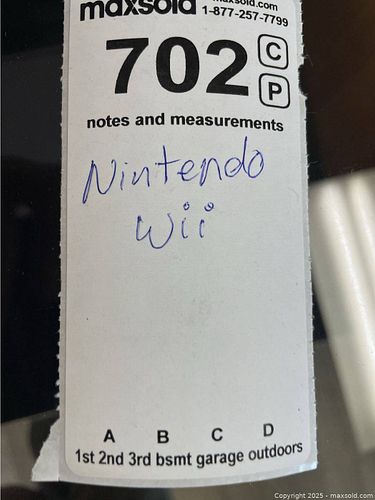 maxsold maxsold.com
1-877-257-7799
702 C
P
notes and measurements
Nintendo
Wii
A B C D
1st 2nd 3rd bsmt garage outdoors
Copyright 2025 - maxsold.com